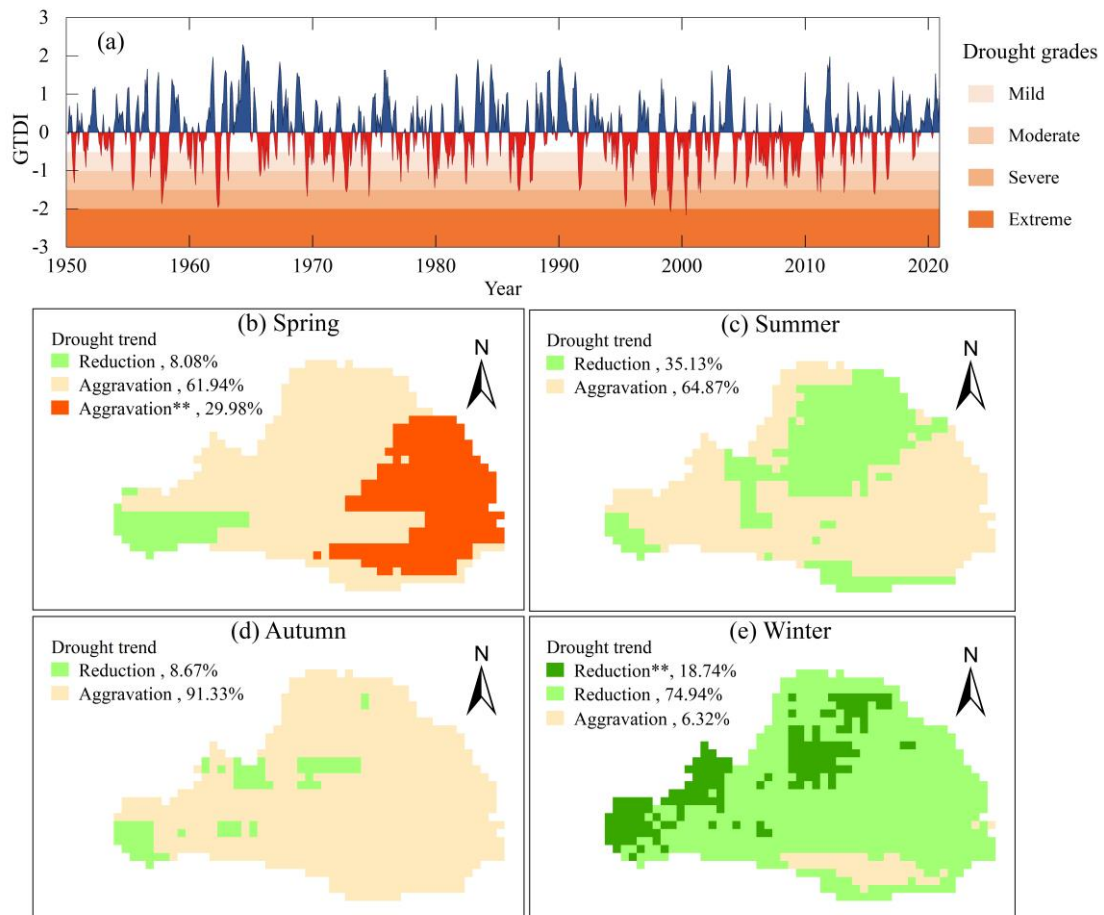 (a)
GTDI
3
2
1
0
-1
-2
-3
1950 1960 1970 1980 1990 2000 2010 2020
Year
Drought grades
Mild
Moderate
Severe
Extreme
(b) Spring
Drought trend
Reduction , 8.08%
Aggravation , 61.94%
Aggravation** , 29.98%
N
(c) Summer
Drought trend
Reduction , 35.13%
Aggravation , 64.87%
N
(d) Autumn
Drought trend
Reduction , 8.67%
Aggravation , 91.33%
N
(e) Winter
Drought trend
Reduction**, 18.74%
Reduction , 74.94%
Aggravation , 6.32%
N